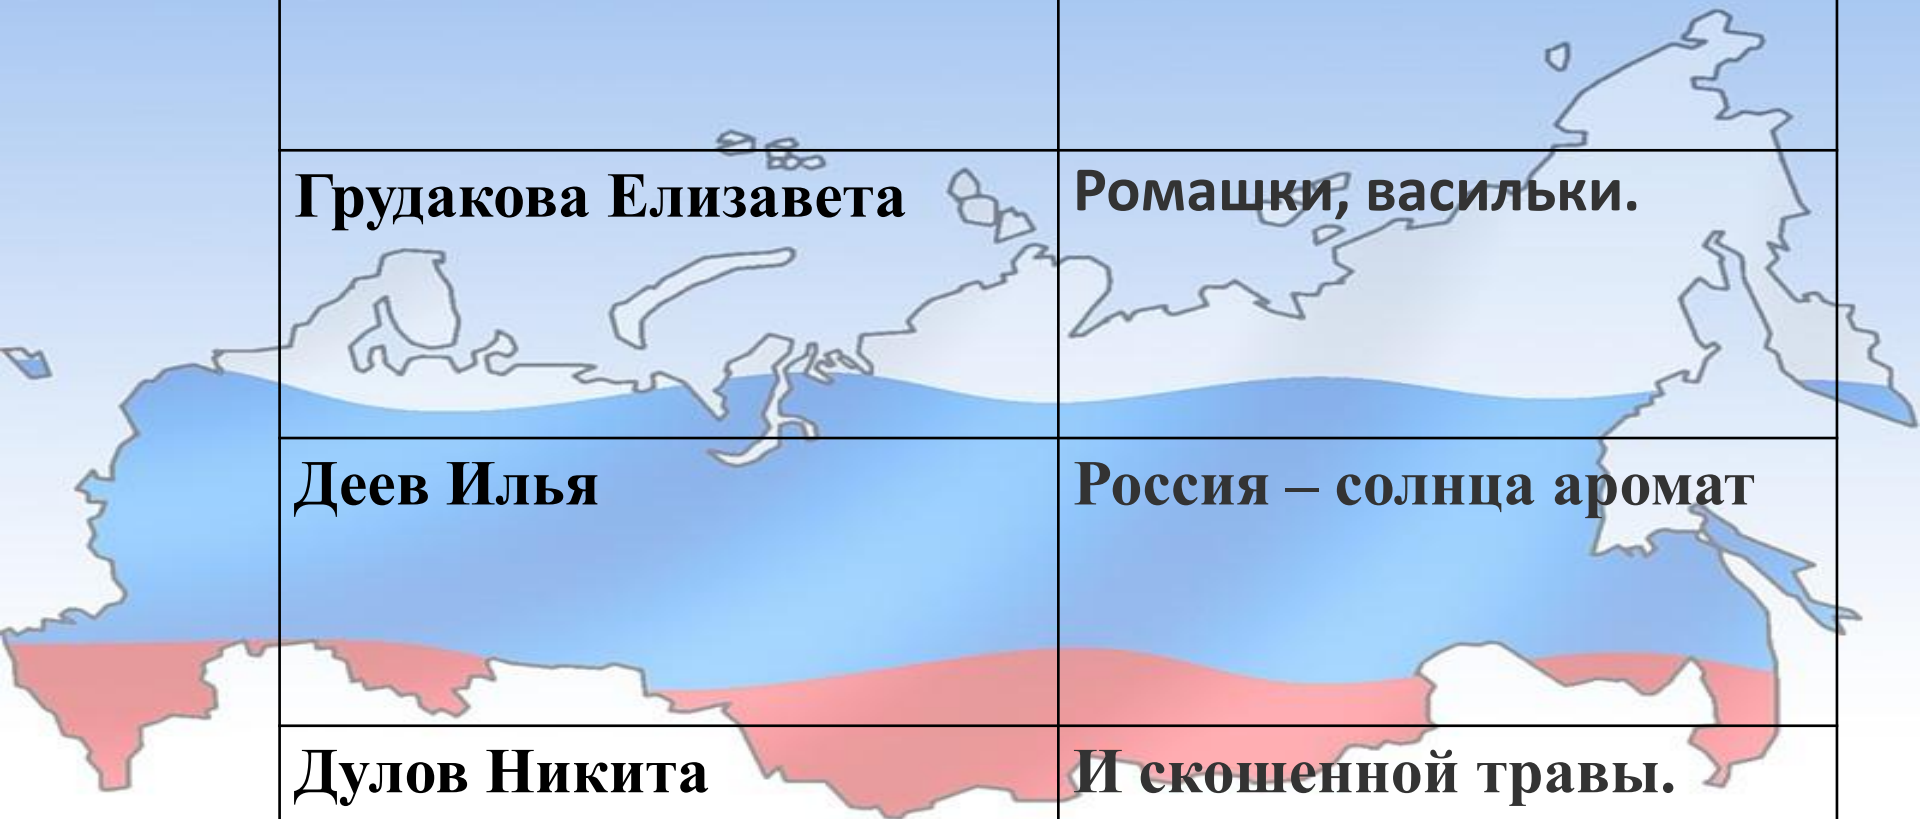 Грудакова Елизавета Ромашки, васильки.
Деев Илья Россия – солнца аромат
Дулов Никита И скошенной травы.